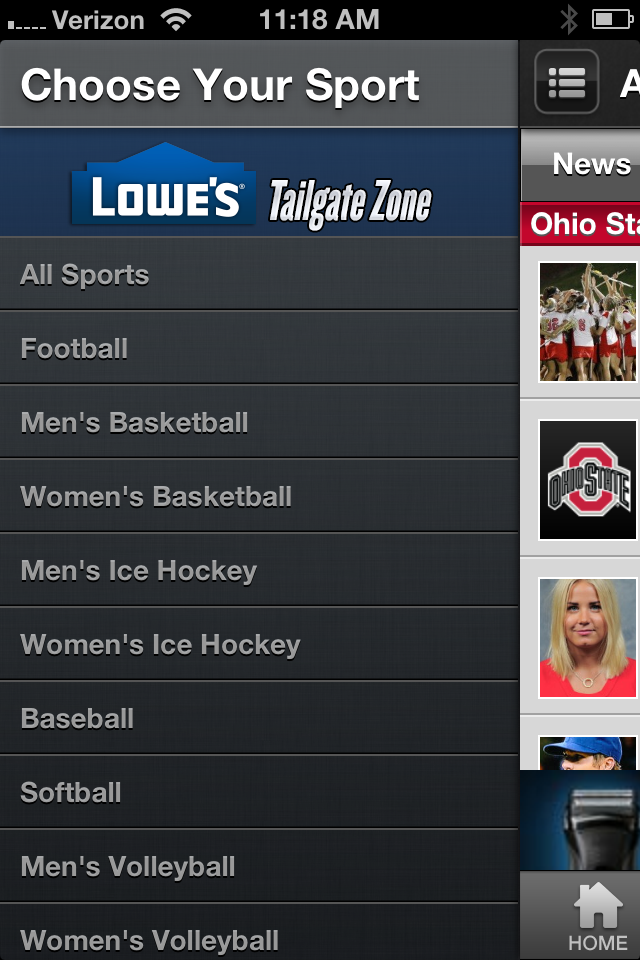 Verizon 11:18 AM
Choose Your Sport
A
LOWE'S® Tailgate Zone
News
Ohio Sta
All Sports
Football
Men's Basketball
OHIO STATE
Women's Basketball
Men's Ice Hockey
Women's Ice Hockey
Baseball
Softball
Men's Volleyball
Women's Volleyball
HOME